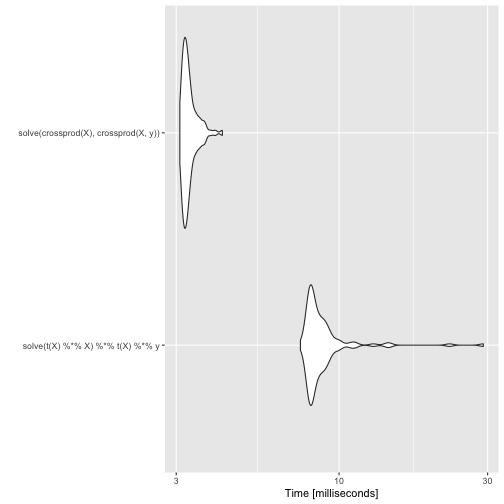 solve(crossprod(X), crossprod(X, y))
solve(t(X) %*% X) %*% t(X) %*% y
3 10 30
Time [milliseconds]